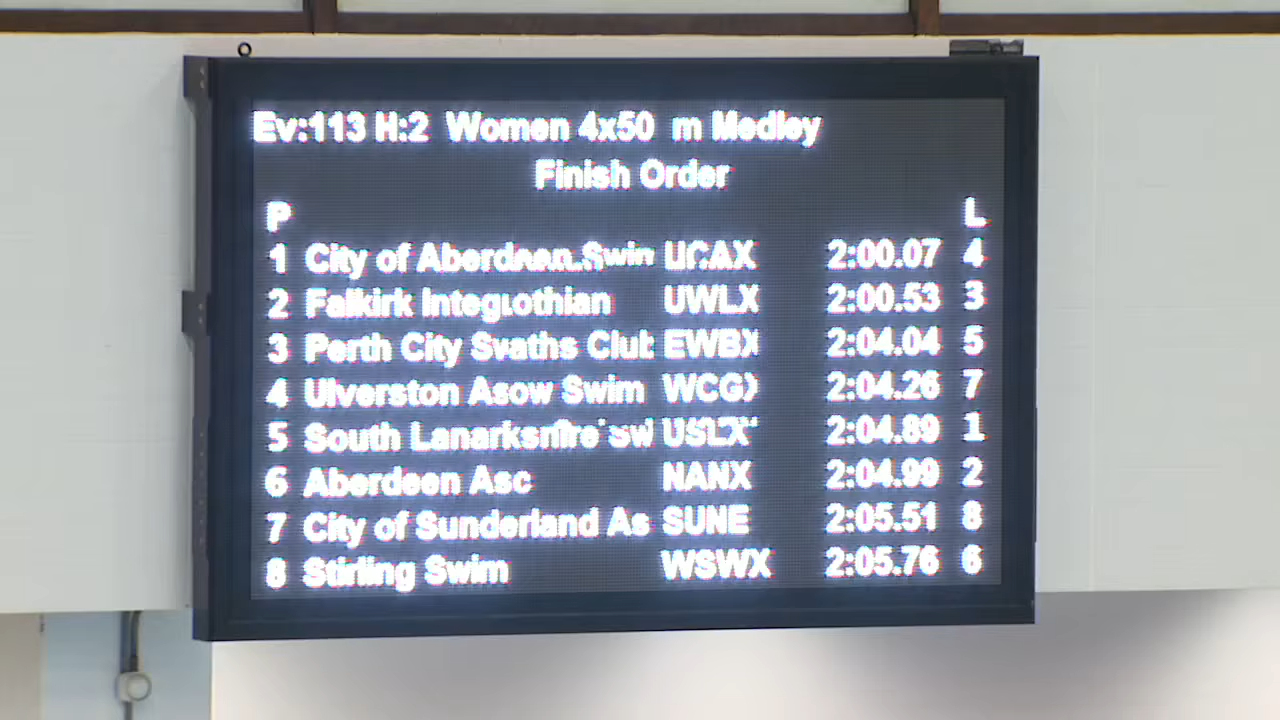 Ev:113 H:2 Women 4x50 m Medley
Finish Order
P L
1 City of Aberdeen Swim 2:00.07 4
2 Falkirk UWLX 2:00.53 3
3 Perth City EWBX 2:04.04 5
4 Ulverston Swim 2:04.26 7
5 South Lanarkshire Sw USLX 2:04.89 1
6 Aberdeen Asc NANX 2:04.99 2
7 City of Sunderland As SUNE 2:05.51 8
8 Stirling Swim WSWX 2:05.76 6